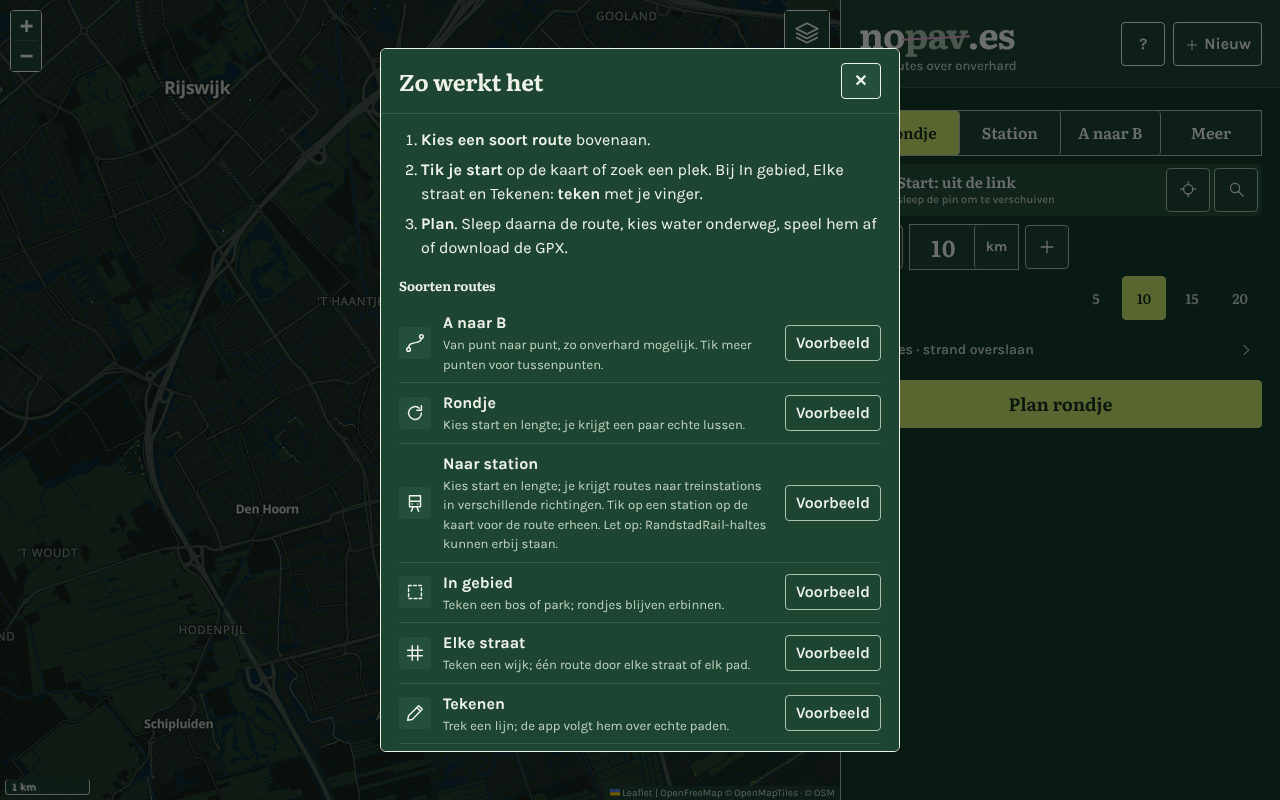 GOOLAND
Rijswijk
'T HAANTJE
Den Hoorn
'T WOUDT
HODENPIJL
Schipluiden
1 km
Leaflet | OpenFreeMap © OpenMapTiles · © OSM
nopav.es
utes over onverhard
?
+ Nieuw
ondje
Station
A naar B
Meer
Start: uit de link
sleep de pin om te verschuiven
10
km
5
10
15
20
es · strand overslaan
Plan rondje
Zo werkt het
1. Kies een soort route bovenaan.
2. Tik je start op de kaart of zoek een plek. Bij In gebied, Elke
straat en Tekenen: teken met je vinger.
3. Plan. Sleep daarna de route, kies water onderweg, speel hem af
of download de GPX.
Soorten routes
A naar B
Van punt naar punt, zo onverhard mogelijk. Tik meer
punten voor tussenpunten.
Voorbeeld
Rondje
Kies start en lengte; je krijgt een paar echte lussen.
Voorbeeld
Naar station
Kies start en lengte; je krijgt routes naar treinstations
in verschillende richtingen. Tik op een station op de
kaart voor de route erheen. Let op: RandstadRail-haltes
kunnen erbij staan.
Voorbeeld
In gebied
Teken een bos of park; rondjes blijven erbinnen.
Voorbeeld
Elke straat
Teken een wijk; één route door elke straat of elk pad.
Voorbeeld
Tekenen
Trek een lijn; de app volgt hem over echte paden.
Voorbeeld